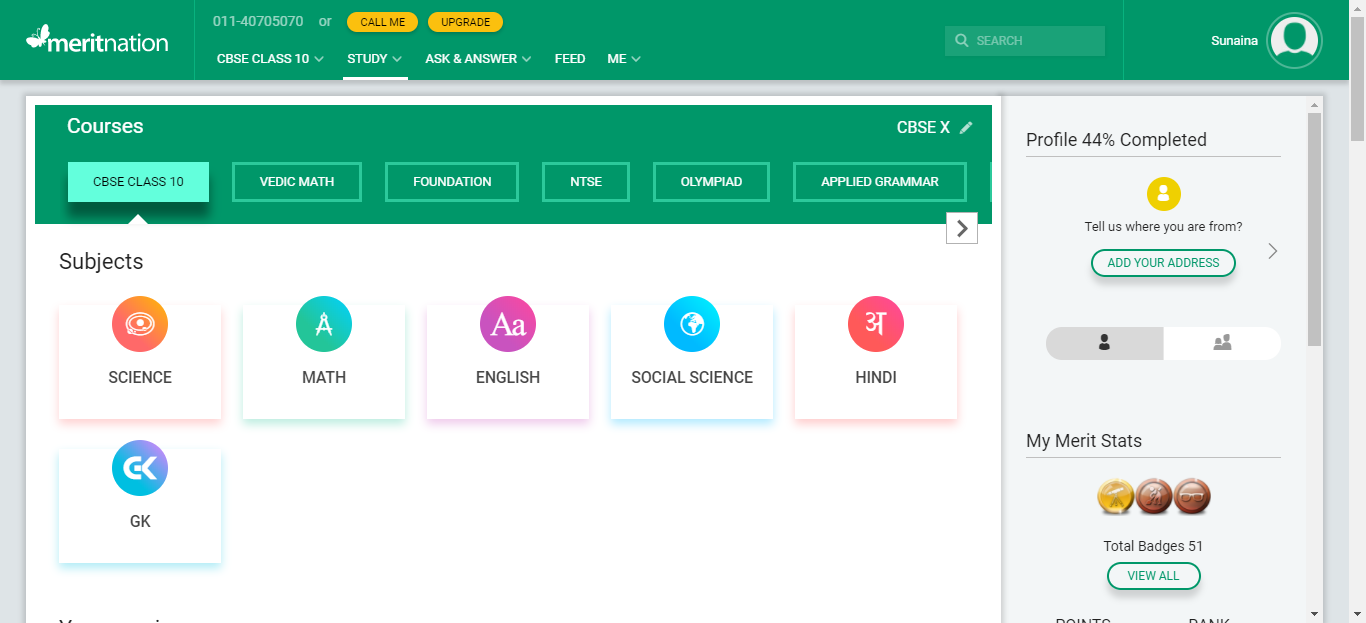 meritnation
011-40705070 or CALL ME UPGRADE
CBSE CLASS 10 STUDY ASK & ANSWER FEED ME
SEARCH
Sunaina
Courses
CBSE X
CBSE CLASS 10 VEDIC MATH FOUNDATION NTSE OLYMPIAD APPLIED GRAMMAR
Subjects
Aa अ
SCIENCE MATH ENGLISH SOCIAL SCIENCE HINDI
GK
GK
Profile 44% Completed
Tell us where you are from?
ADD YOUR ADDRESS
My Merit Stats
Total Badges 51
VIEW ALL
POINTS RANK